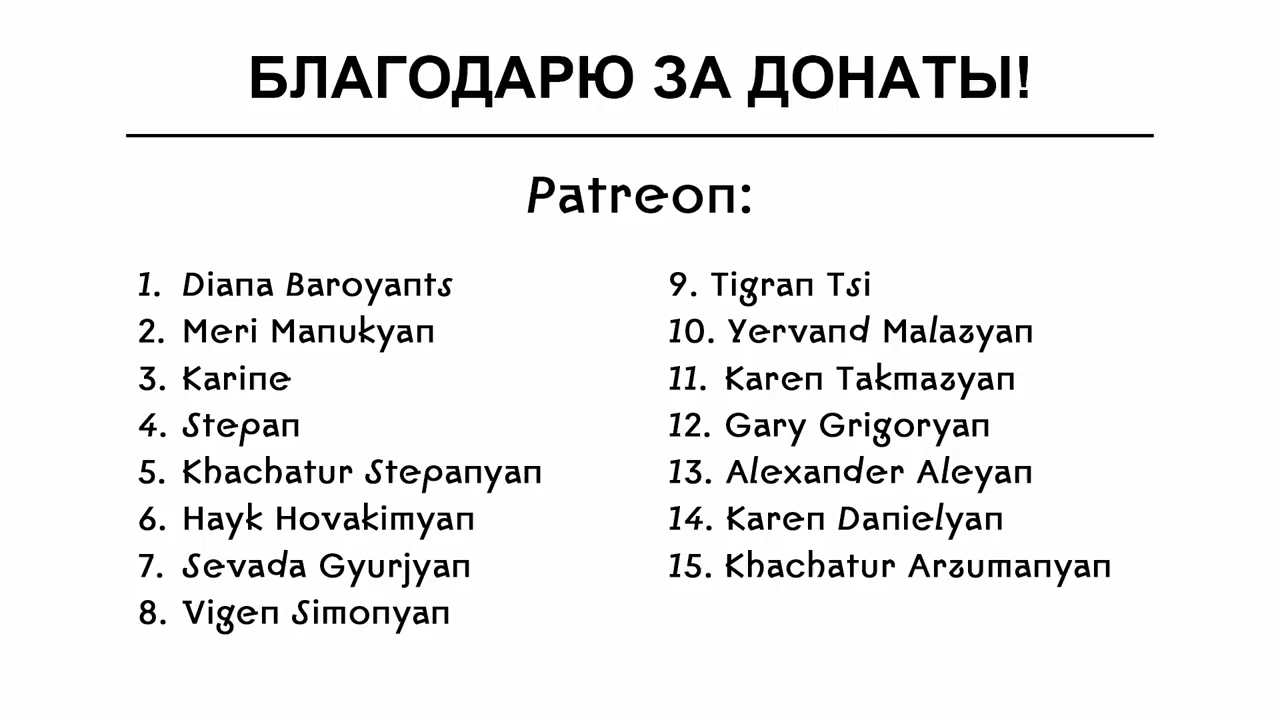 БЛАГОДАРЮ ЗА ДОНАТЫ!
Patreon:
1. Diana Baroyants
2. Meri Manukyan
3. Karine
4. Stepan
5. Khachatur Stepanyan
6. Hayk Hovakimyan
7. Sevada Gyurjyan
8. Vigen Simonyan
9. Tigran Tsi
10. Yervand Malazyan
11. Karen Takmazyan
12. Gary Grigoryan
13. Alexander Aleyan
14. Karen Danielyan
15. Khachatur Arzumanyan